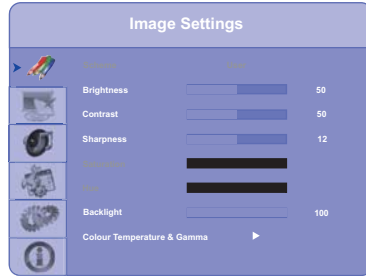 Image Settings
Brightness 50
Contrast 50
Sharpness 12
Backlight 100
Colour Temperature & Gamma